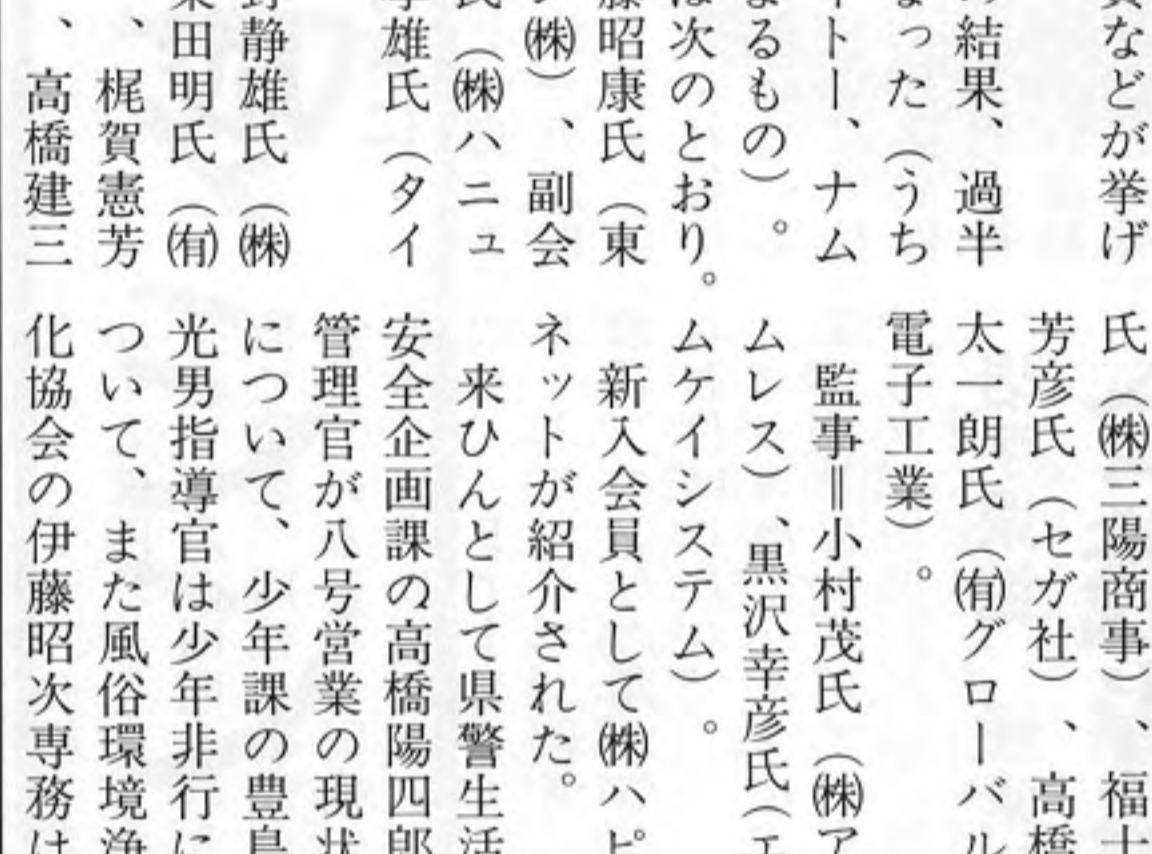 などが挙げ
結果、過半
った（うち
トー、ナム
るもの）。
は次のとおり。
藤昭康氏（東
㈱）、副会
氏（㈱ハニュ
雄氏（タイ
野静雄氏（㈱
田明氏（㈲
、梶賀憲芳
、高橋建三
氏（㈱三陽商事）、福士
芳彦氏（セガ社）、高橋
太一朗氏（㈲グローバル
電子工業）。
監事＝小村茂氏（㈱ア
ムレス）、黒沢幸彦氏（エ
ムケイシステム）。
新入会員として㈱ハピ
ネットが紹介された。
来ひんとして県警生活
安全企画課の高橋陽四郎
管理官が八号営業の現状
について、少年課の豊島
光男指導官は少年非行に
ついて、また風俗環境浄
化協会の伊藤昭次専務は